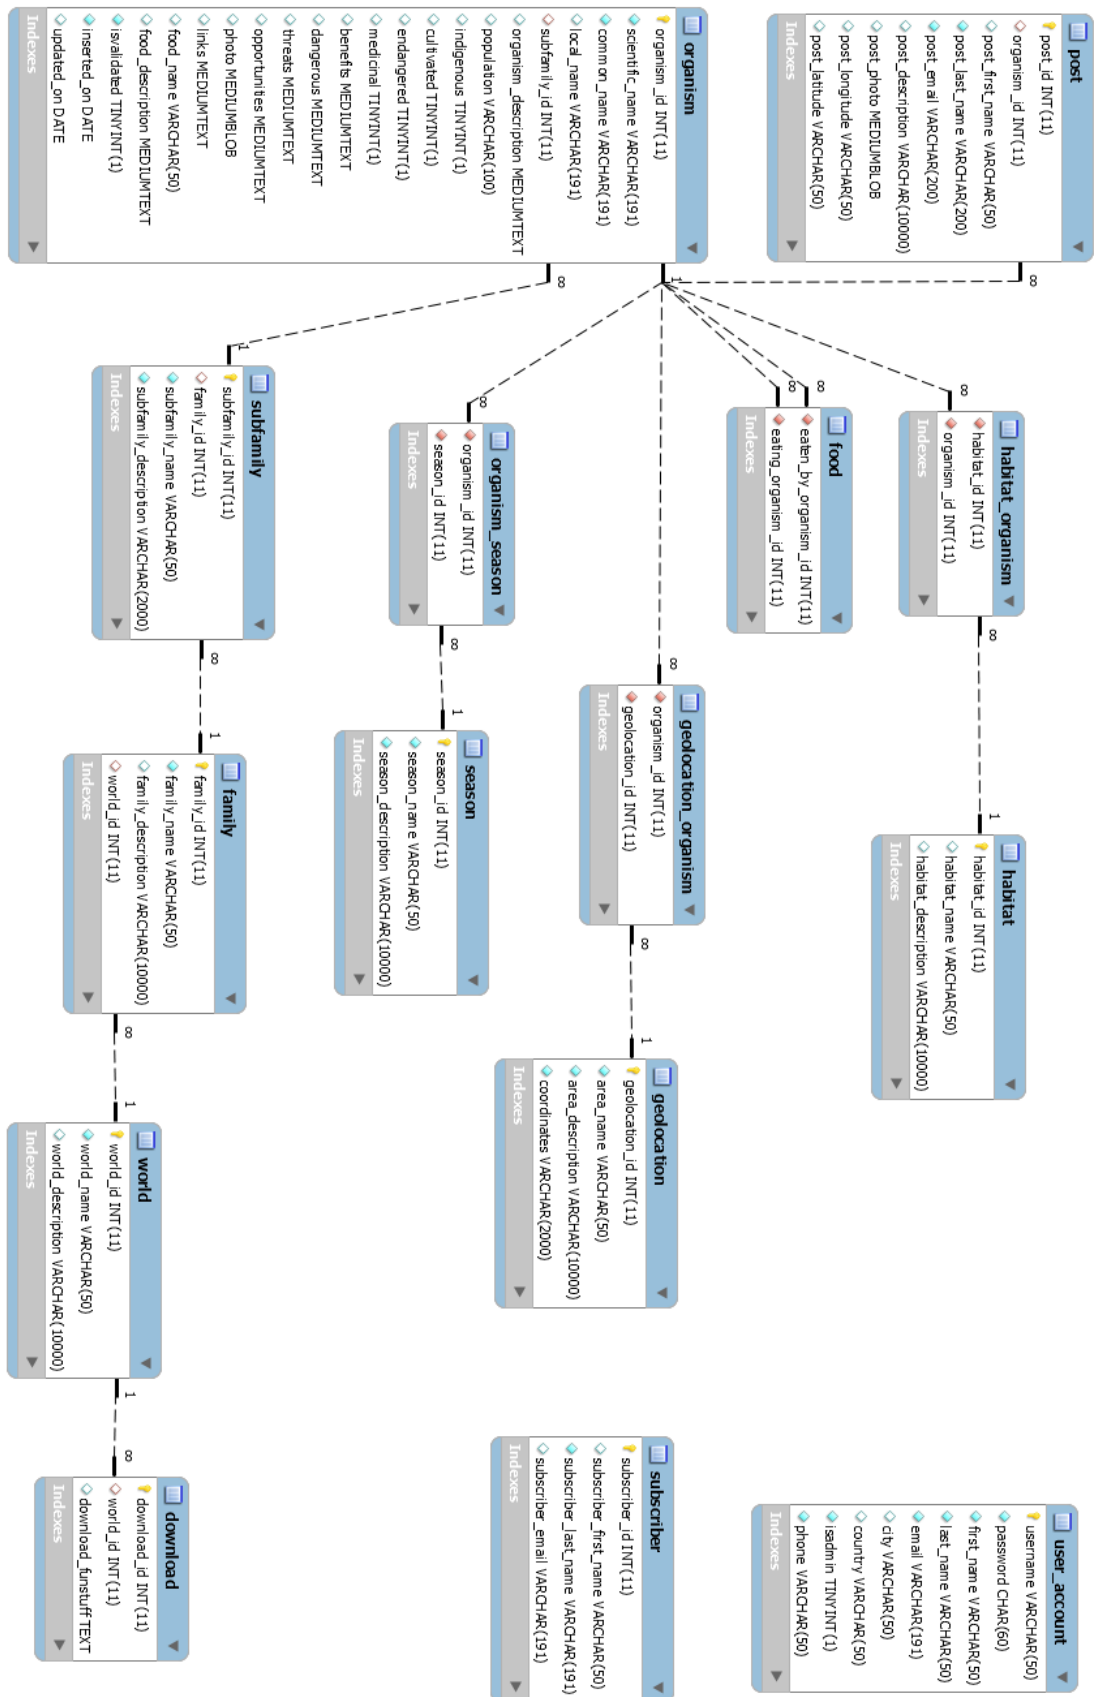 post
post_id INT(11)
organism_id INT(11)
post_first_name VARCHAR(50)
post_last_name VARCHAR(200)
post_email VARCHAR(200)
post_description VARCHAR(10000)
post_photo MEDIUMBLOB
post_longitude VARCHAR(50)
post_latitude VARCHAR(50)
Indexes
∞
habitat_organism
habitat_id INT(11)
organism_id INT(11)
Indexes
∞
∞
1
habitat
habitat_id INT(11)
habitat_name VARCHAR(50)
habitat_description VARCHAR(10000)
Indexes
user_account
username VARCHAR(50)
password CHAR(60)
first_name VARCHAR(50)
last_name VARCHAR(50)
email VARCHAR(191)
city VARCHAR(50)
country VARCHAR(50)
isadmin TINYINT(1)
phone VARCHAR(50)
Indexes
food
eaten_by_organism_id INT(11)
eating_organism_id INT(11)
Indexes
∞
∞
organism
organism_id INT(11)
scientific_name VARCHAR(191)
common_name VARCHAR(191)
local_name VARCHAR(191)
subfamily_id INT(11)
organism_description MEDIUMTEXT
population VARCHAR(100)
indigenous TINYINT(1)
cultivated TINYINT(1)
endangered TINYINT(1)
medicinal TINYINT(1)
benefits MEDIUMTEXT
dangerous MEDIUMTEXT
threats MEDIUMTEXT
opportunities MEDIUMTEXT
photo MEDIUMBLOB
links MEDIUMTEXT
food_name VARCHAR(50)
food_description MEDIUMTEXT
isvalidated TINYINT(1)
inserted_on DATE
updated_on DATE
Indexes
1
∞
∞
geolocation_organism
organism_id INT(11)
geolocation_id INT(11)
Indexes
∞
1
geolocation
geolocation_id INT(11)
area_name VARCHAR(50)
area_description VARCHAR(10000)
coordinates VARCHAR(2000)
Indexes
subscriber
subscriber_id INT(11)
subscriber_first_name VARCHAR(50)
subscriber_last_name VARCHAR(191)
subscriber_email VARCHAR(191)
Indexes
∞
organism_season
organism_id INT(11)
season_id INT(11)
Indexes
∞
1
season
season_id INT(11)
season_name VARCHAR(50)
season_description VARCHAR(10000)
Indexes
1
subfamily
subfamily_id INT(11)
family_id INT(11)
subfamily_name VARCHAR(50)
subfamily_description VARCHAR(2000)
Indexes
∞
1
family
family_id INT(11)
family_name VARCHAR(50)
family_description VARCHAR(10000)
world_id INT(11)
Indexes
∞
1
world
world_id INT(11)
world_name VARCHAR(50)
world_description VARCHAR(10000)
Indexes
1
∞
download
download_id INT(11)
world_id INT(11)
download_funstuff TEXT
Indexes